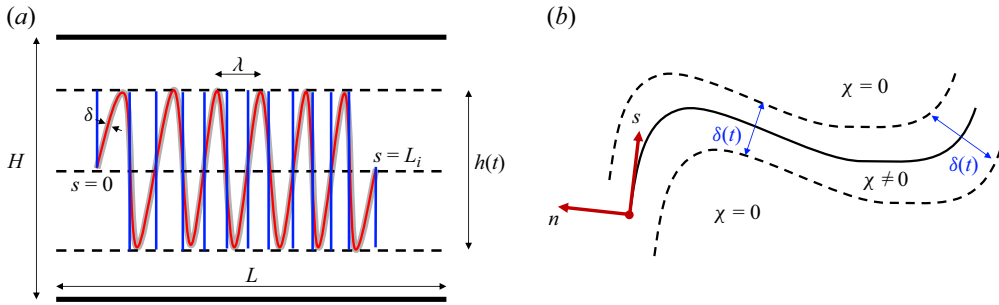 (a)
λ
δ
H
s = 0
s = L_i
h(t)
L
(b)
χ = 0
s
δ(t)
δ(t)
χ ≠ 0
n
χ = 0